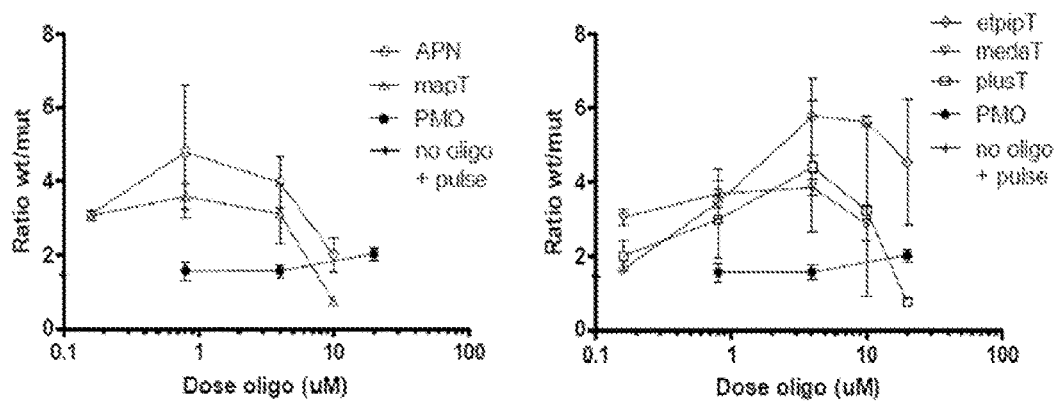 8
6
4
2
0
Ratio wt/mut
0.1
1
10
100
Dose oligo (uM)
APN
mapT
PMO
no oligo
+ pulse
8
6
4
2
0
Ratio wt/mut
0.1
1
10
100
Dose oligo (uM)
etpipT
medaT
plusT
PMO
no oligo
+ pulse